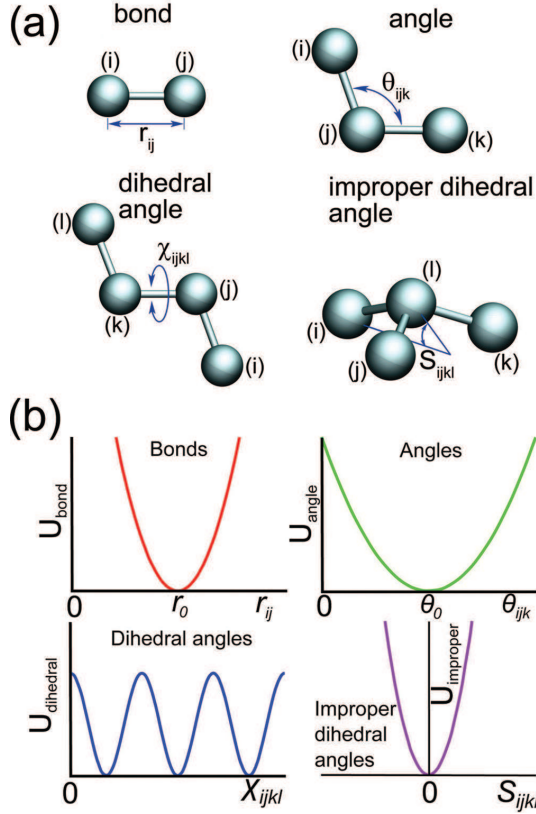 (a)
bond
angle
(i)
(j)
r_ij
(i)
θ_ijk
(j)
(k)
dihedral
angle
(l)
χ_ijkl
(k)
(j)
(i)
improper dihedral
angle
(l)
(i)
(j)
S_ijkl
(k)
(b)
Bonds
U_bond
0
r_0
r_ij
Angles
U_angle
0
θ_0
θ_ijk
Dihedral angles
U_dihedral
0
X_ijkl
U_improper
Improper
dihedral
angles
0
S_ijkl